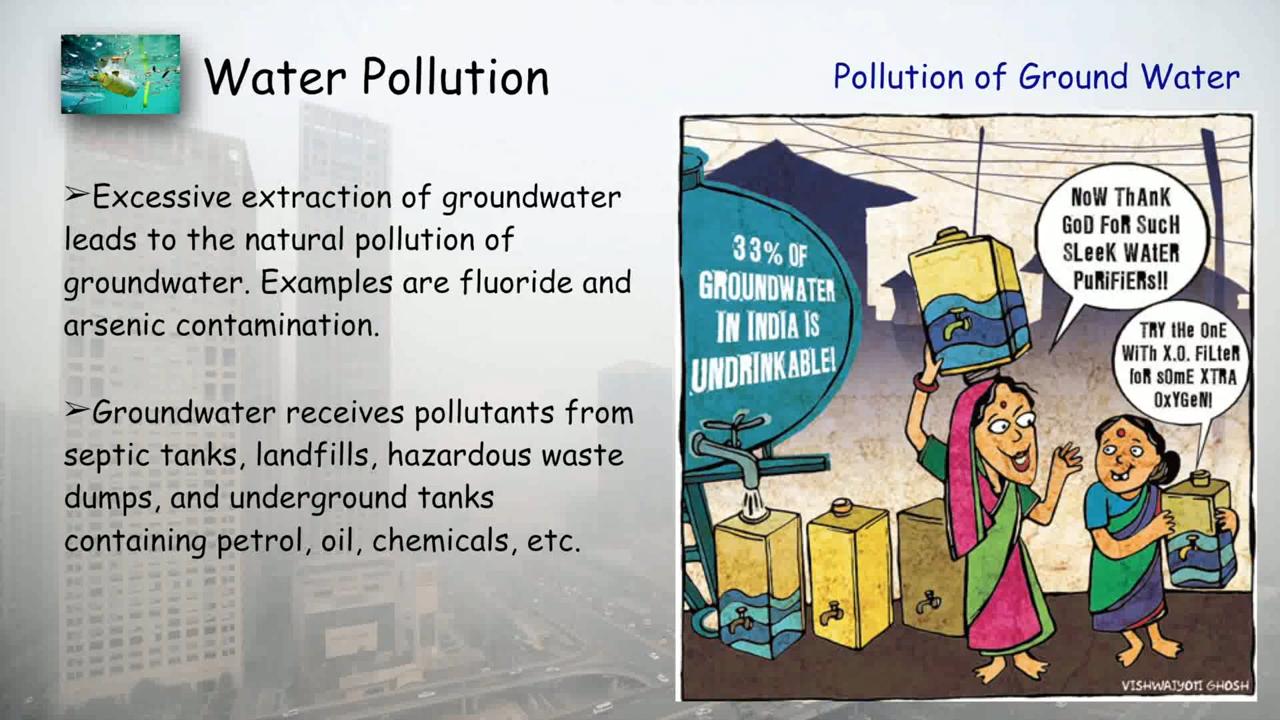 Water Pollution
Pollution of Ground Water
➢Excessive extraction of groundwater
leads to the natural pollution of
groundwater. Examples are fluoride and
arsenic contamination.
➢Groundwater receives pollutants from
septic tanks, landfills, hazardous waste
dumps, and underground tanks
containing petrol, oil, chemicals, etc.
33% OF
GROUNDWATER
IN INDIA IS
UNDRINKABLE!
NoW ThAnK
GoD FoR SucH
SLeeK WAtER
PuRiFiERs!!
TRY tHe OnE
WiTh X.O. FiLteR
foR sOmE XTRA
OxYGeN!
VISHWAJYOTI GHOSH